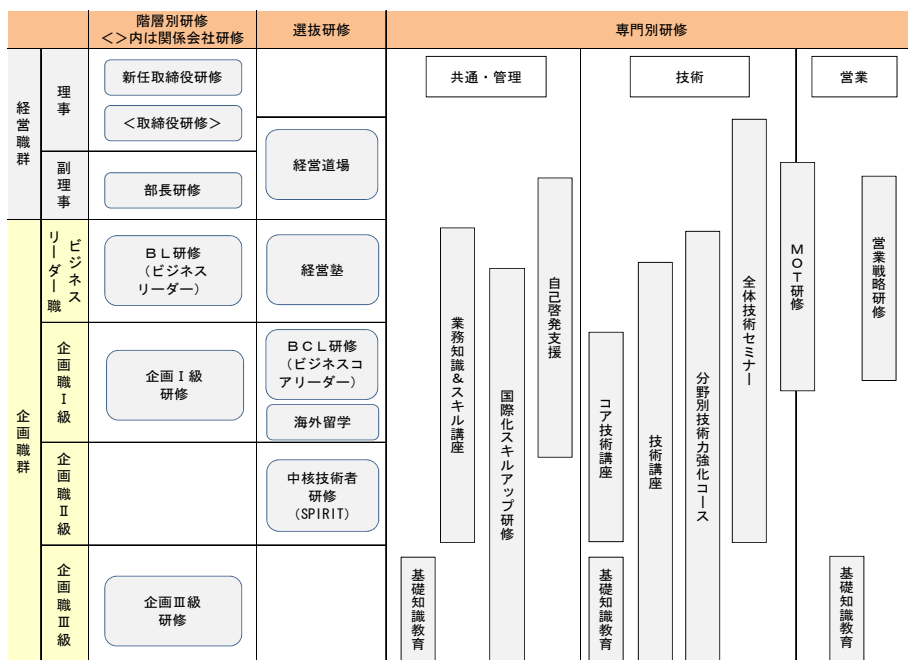 階層別研修
＜＞内は関係会社研修
選抜研修
専門別研修
経営職群
理事
新任取締役研修
＜取締役研修＞
副理事
部長研修
経営道場
企画職群
ビジネス
リーダー職
ＢＬ研修
（ビジネス
リーダー）
経営塾
企画職Ⅰ級
企画Ⅰ級
研修
ＢＣＬ研修
（ビジネスコ
アリーダー）
海外留学
企画職Ⅱ級
中核技術者
研修
（SPIRIT）
企画職Ⅲ級
企画Ⅲ級
研修
共通・管理
技術
営業
基礎知識教育
業務知識＆スキル講座
国際化スキルアップ研修
自己啓発支援
コア技術講座
基礎知識教育
技術講座
分野別技術力強化コース
全体技術セミナー
ＭＯＴ研修
営業戦略研修
基礎知識教育